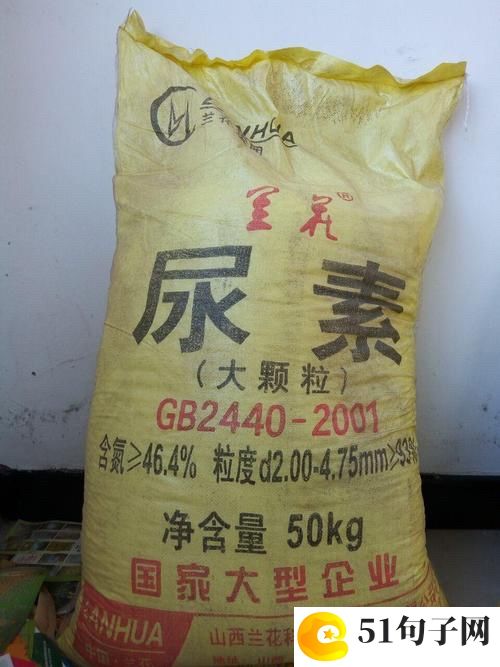 兰花
LANHUA
兰花®
尿素
（大颗粒）
GB2440-2001
含氮≥46.4% 粒度d2.00-4.75mm≥93%
净含量 50kg
国家大型企业
LANHUA
山西兰花科
51句子网